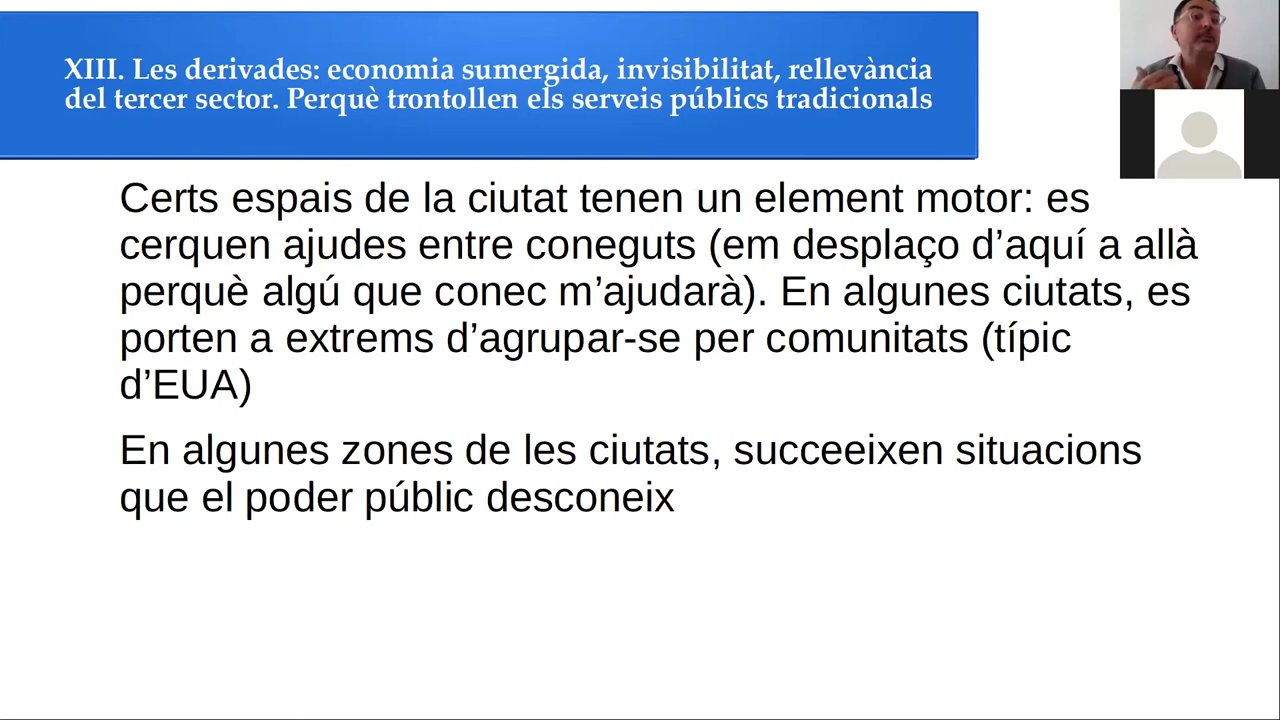 XIII. Les derivades: economia sumergida, invisibilitat, rellevància
del tercer sector. Perquè trontollen els serveis públics tradicionals
Certs espais de la ciutat tenen un element motor: es
cerquen ajudes entre coneguts (em desplaço d’aquí a allà
perquè algú que conec m’ajudarà). En algunes ciutats, es
porten a extrems d’agrupar-se per comunitats (típic
d’EUA)
En algunes zones de les ciutats, succeeixen situacions
que el poder públic desconeix